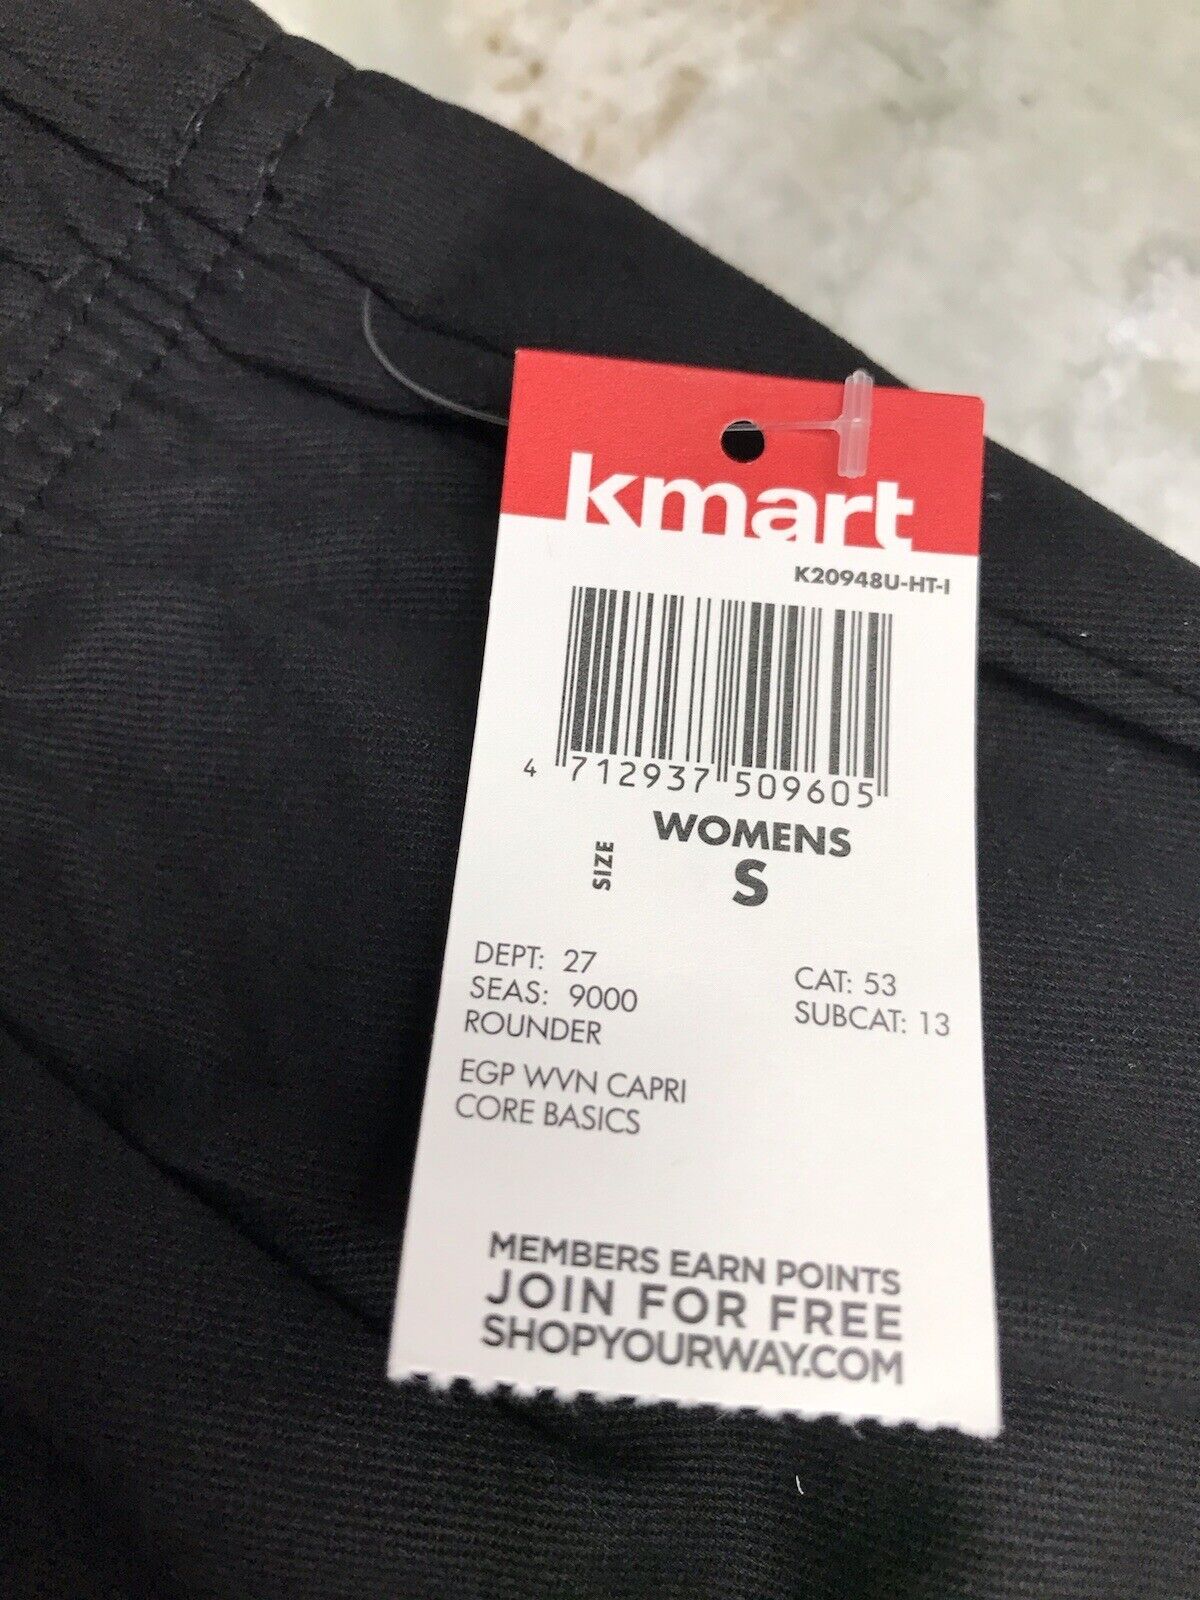 kmart
K20948U-HT-I
4 712937 509605
WOMENS
SIZE S
DEPT: 27 CAT: 53
SEAS: 9000 SUBCAT: 13
ROUNDER
EGP WVN CAPRI
CORE BASICS
MEMBERS EARN POINTS
JOIN FOR FREE
SHOPYOURWAY.COM